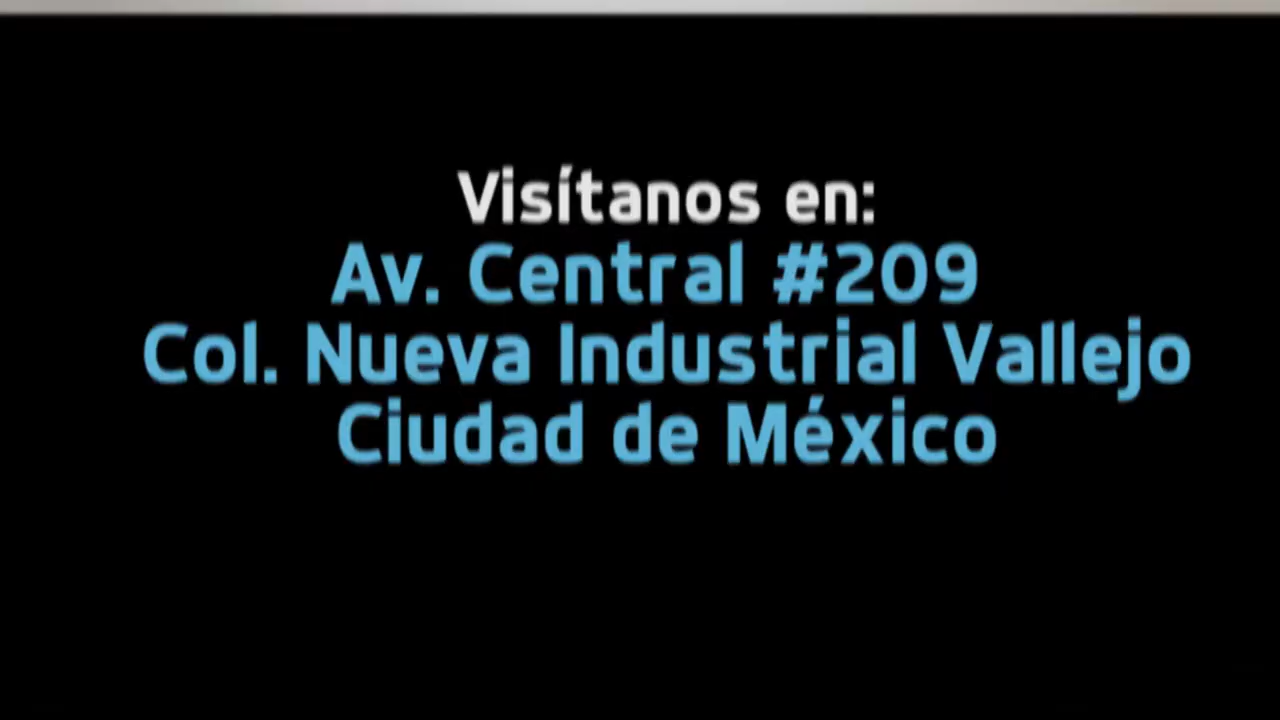 Visítanos en:
Av. Central #209
Col. Nueva Industrial Vallejo
Ciudad de México